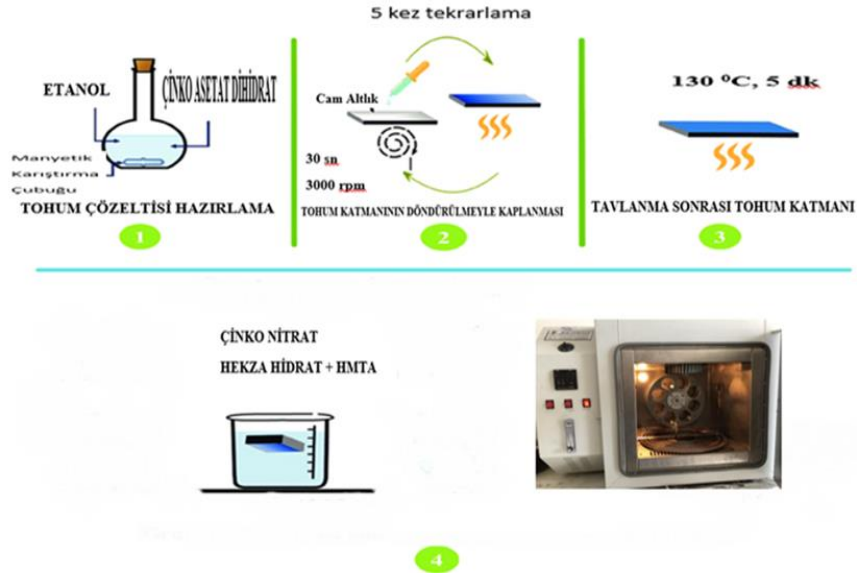 5 kez tekrarlama
ETANOL
ÇİNKO ASETAT DİHİDRAT
Manyetik
Karıştırma
Çubuğu
TOHUM ÇÖZELTİSİ HAZIRLAMA
1
Cam Altlık
30 sn
3000 rpm
TOHUM KATMANININ DÖNDÜRÜLMEYLE KAPLANMASI
2
130 ⁰C, 5 dk
TAVLANMA SONRASI TOHUM KATMANI
3
ÇİNKO NİTRAT
HEKZA HİDRAT + HMTA
4